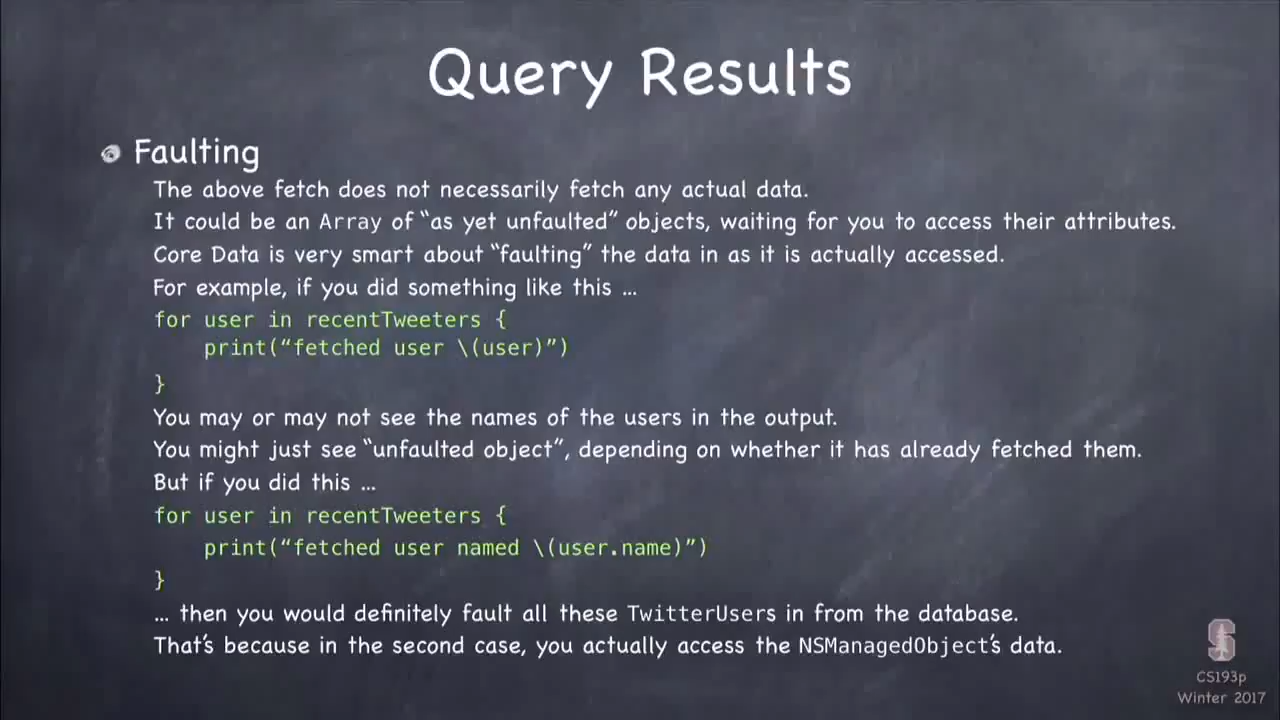 Query Results
Faulting
The above fetch does not necessarily fetch any actual data.
It could be an Array of “as yet unfaulted” objects, waiting for you to access their attributes.
Core Data is very smart about “faulting” the data in as it is actually accessed.
For example, if you did something like this …
for user in recentTweeters {
print(“fetched user \(user)”)
}
You may or may not see the names of the users in the output.
You might just see “unfaulted object”, depending on whether it has already fetched them.
But if you did this …
for user in recentTweeters {
print(“fetched user named \(user.name)”)
}
… then you would definitely fault all these TwitterUsers in from the database.
That’s because in the second case, you actually access the NSManagedObject’s data.
S
CS193p
Winter 2017